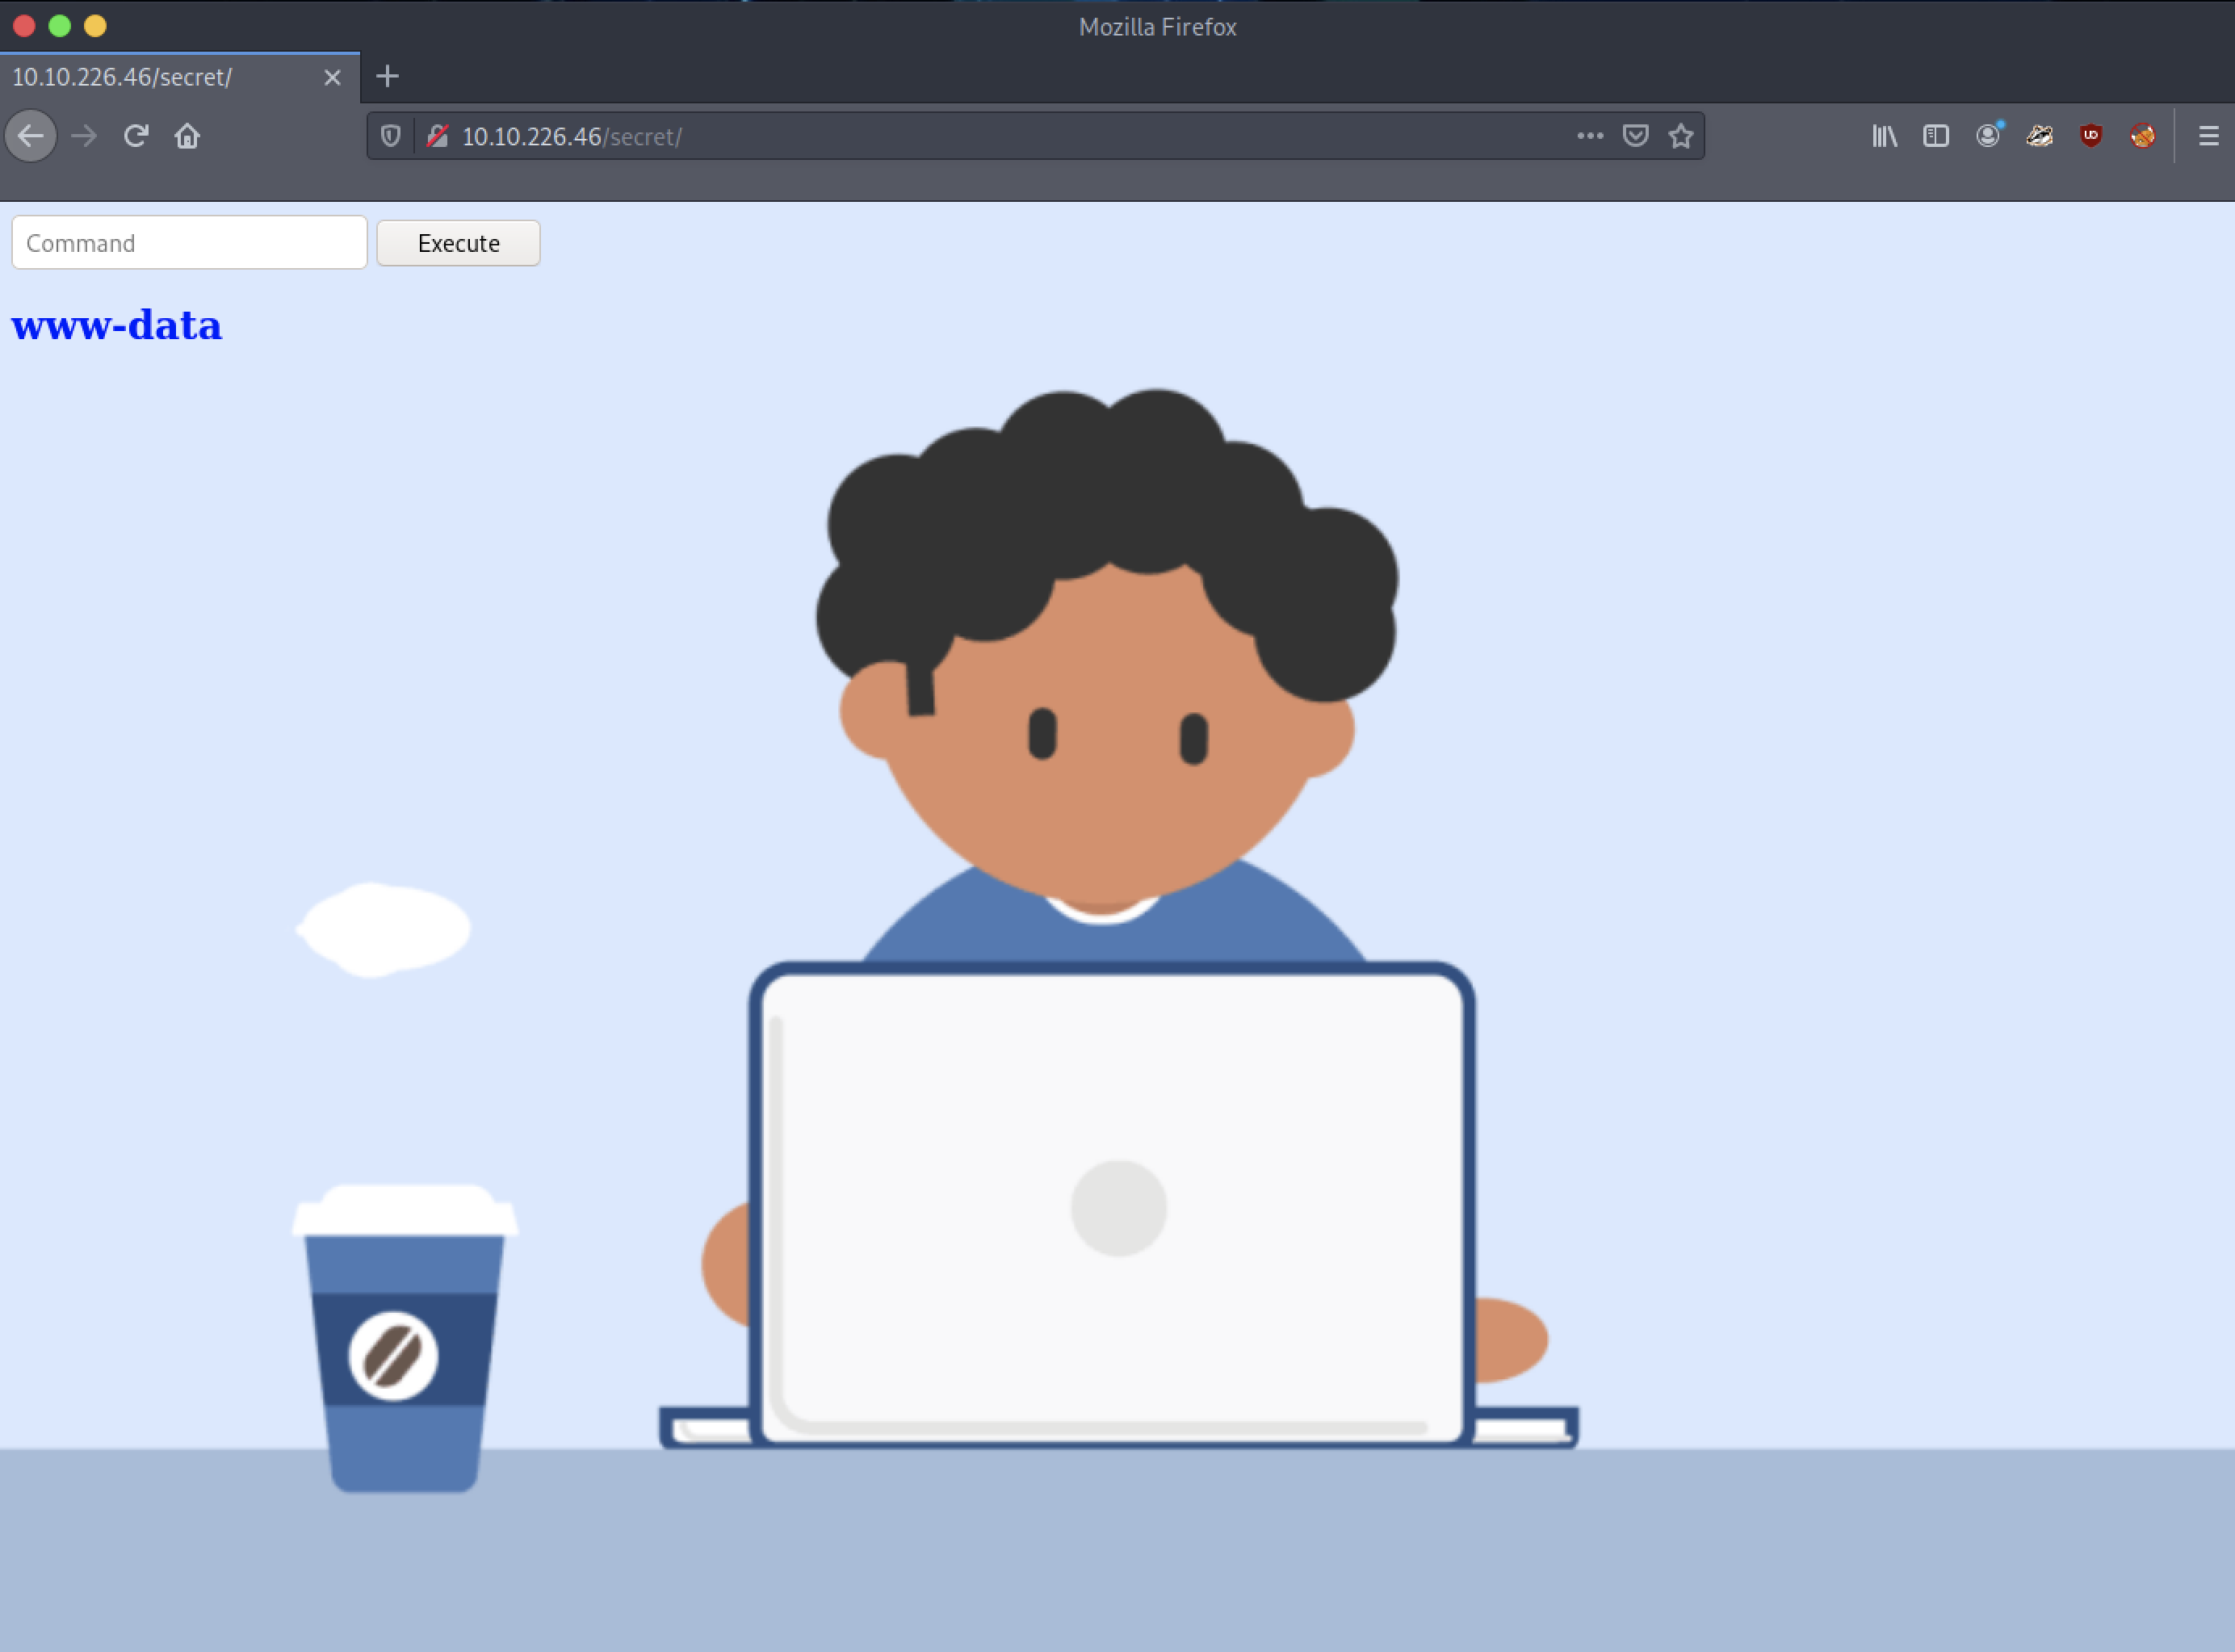 Mozilla Firefox
10.10.226.46/secret/
10.10.226.46/secret/
Command
Execute
www-data